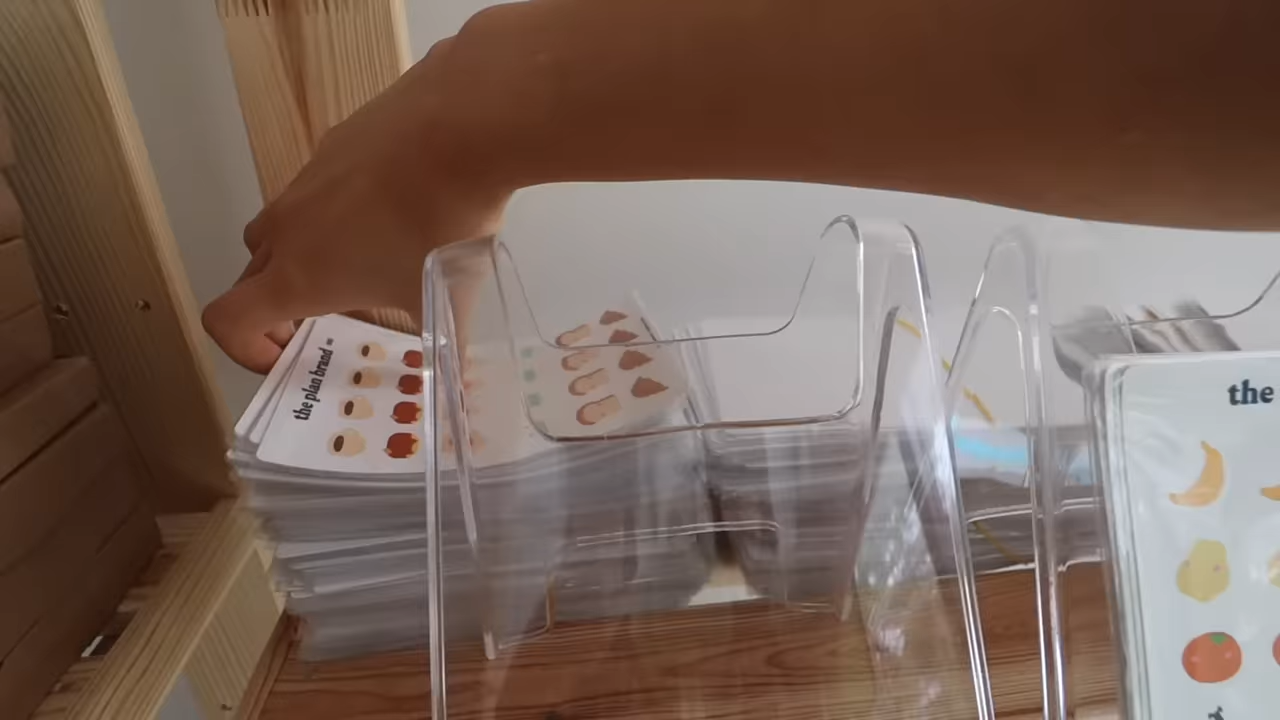 the plan brand
the